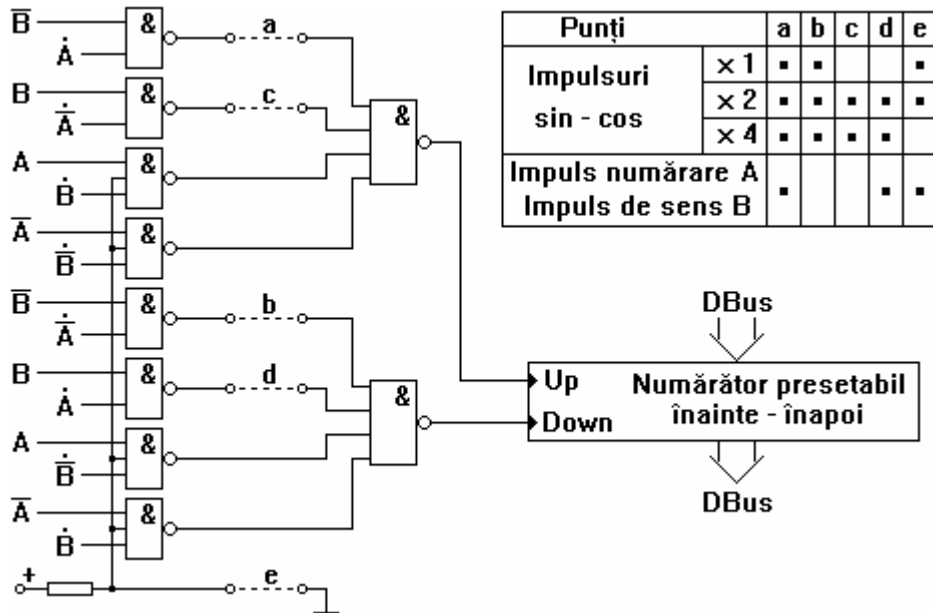 B̅
Ȧ
&
a
B
A̅̇
&
c
A
Ḃ
&
A̅
B̅̇
&
&
B̅
A̅̇
&
b
B
Ȧ
&
d
A
B̅̇
&
A̅
Ḃ
&
&
+
e
Punți a b c d e
Impulsuri
sin - cos
× 1 ▪ ▪ ▪
× 2 ▪ ▪ ▪ ▪ ▪
× 4 ▪ ▪ ▪ ▪
Impuls numărare A
Impuls de sens B
▪ ▪ ▪
DBus
Up
Down
Numărător presetabil
înainte - înapoi
DBus